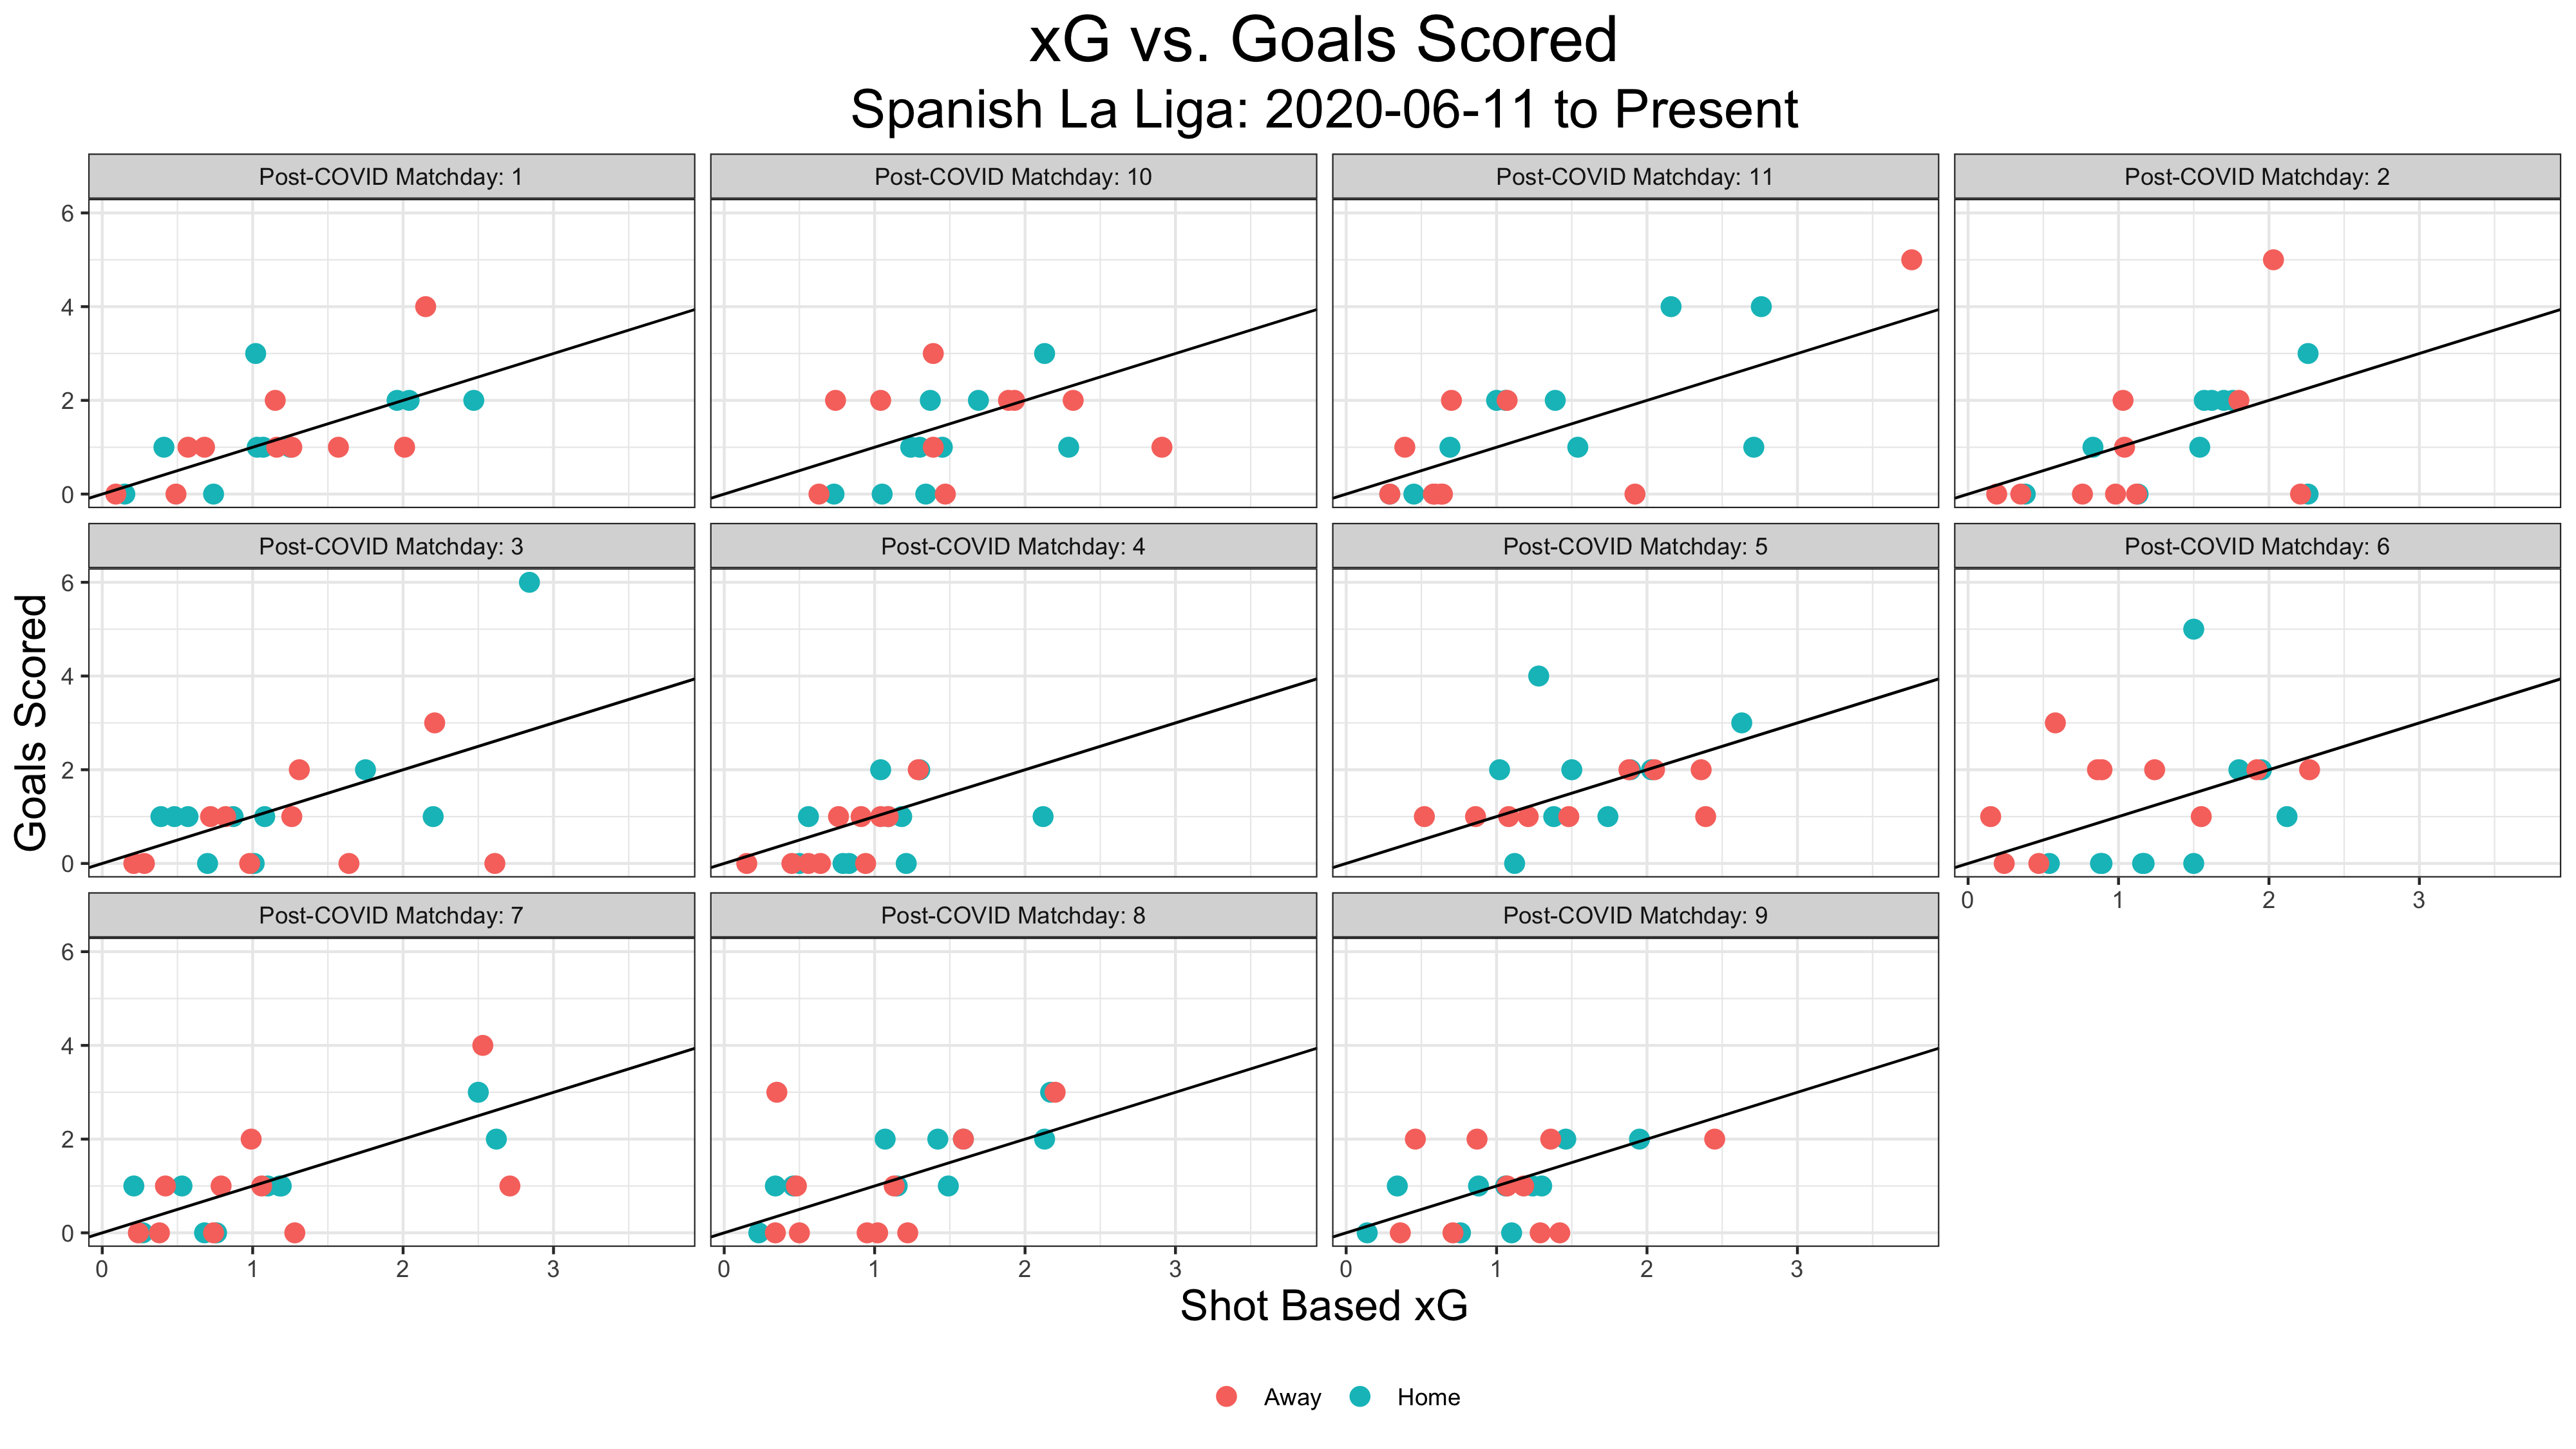 xG vs. Goals Scored
Spanish La Liga: 2020-06-11 to Present
Post-COVID Matchday: 1
Post-COVID Matchday: 10
Post-COVID Matchday: 11
Post-COVID Matchday: 2
6
4
2
0
Post-COVID Matchday: 3
Post-COVID Matchday: 4
Post-COVID Matchday: 5
Post-COVID Matchday: 6
6
4
2
0
0 1 2 3
Goals Scored
Post-COVID Matchday: 7
Post-COVID Matchday: 8
Post-COVID Matchday: 9
6
4
2
0
0 1 2 3
0 1 2 3
0 1 2 3
Shot Based xG
Away Home